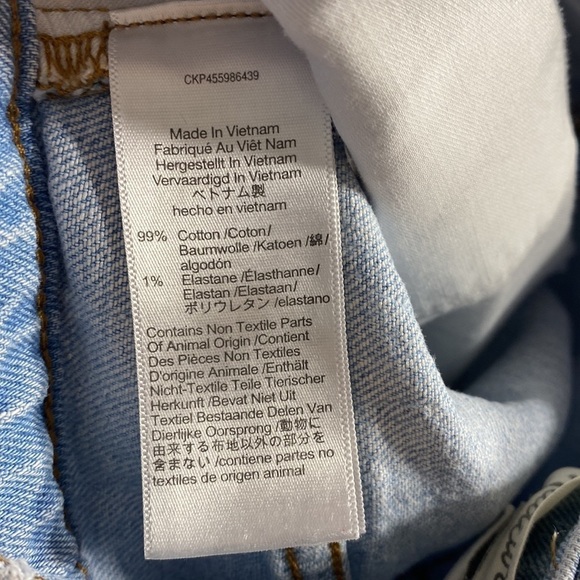 CKP455986439
Made In Vietnam
Fabriqué Au Viêt Nam
Hergestellt In Vietnam
Vervaardigd In Vietnam
ベトナム製
hecho en vietnam
99% Cotton /Coton/
Baumwolle /Katoen /綿/
algodón
1% Elastane /Élasthanne/
Elastan /Elastaan/
ポリウレタン /elastano
Contains Non Textile Parts
Of Animal Origin /Contient
Des Pièces Non Textiles
D'origine Animale /Enthält
Nicht-Textile Teile Tierischer
Herkunft /Bevat Niet Uit
Textiel Bestaande Delen Van
Dierlijke Oorsprong /動物に
由来する布地以外の部分を
含まない /contiene partes no
textiles de origen animal